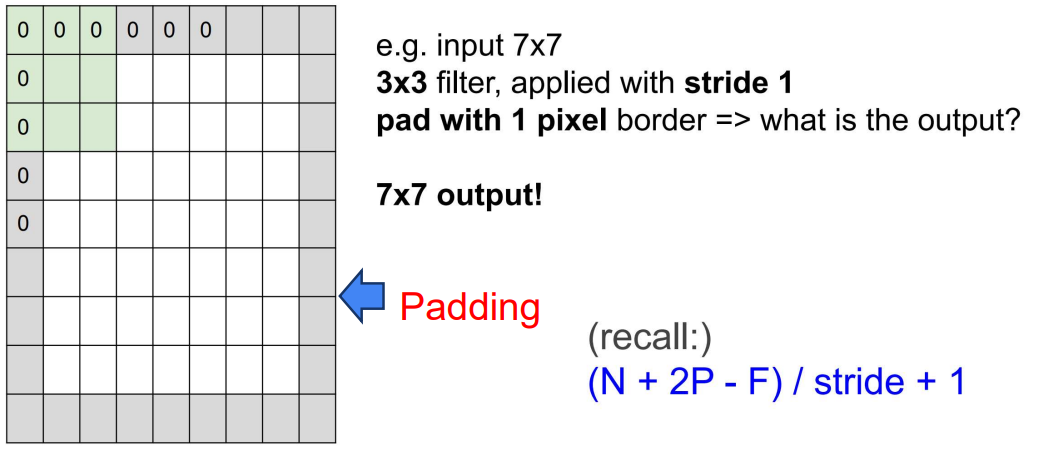 0 0 0 0 0 0
0
0
0
0
e.g. input 7x7
3x3 filter, applied with stride 1
pad with 1 pixel border => what is the output?
7x7 output!
Padding
(recall:)
(N + 2P - F) / stride + 1